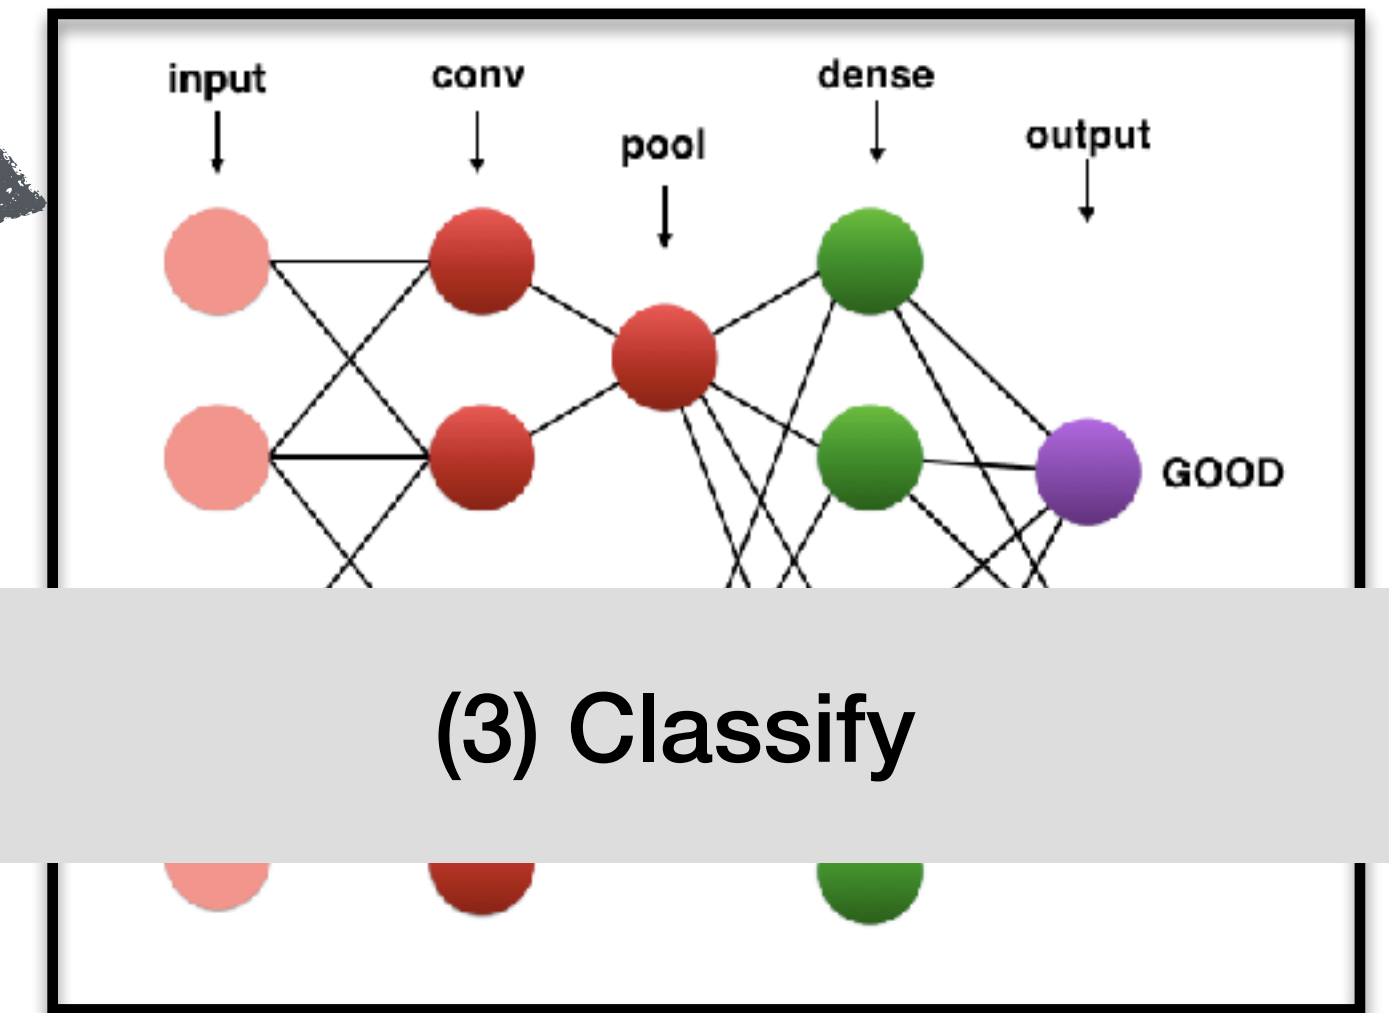 input
conv
pool
dense
output
GOOD
(3) Classify